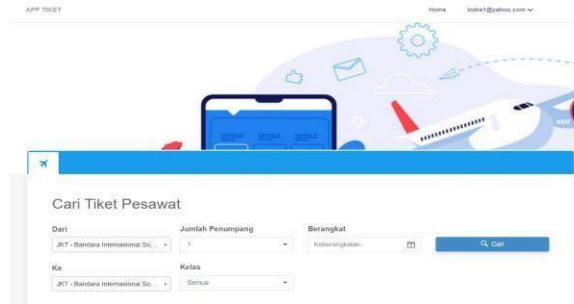 APP TIKET Home indra1@yahoo.com
Cari Tiket Pesawat
Dari Jumlah Penumpang Berangkat
JKT - Bandara Internasional So... 1 Keberangkatan.. Cari
Ke Kelas
JKT - Bandara Internasional So... Semua